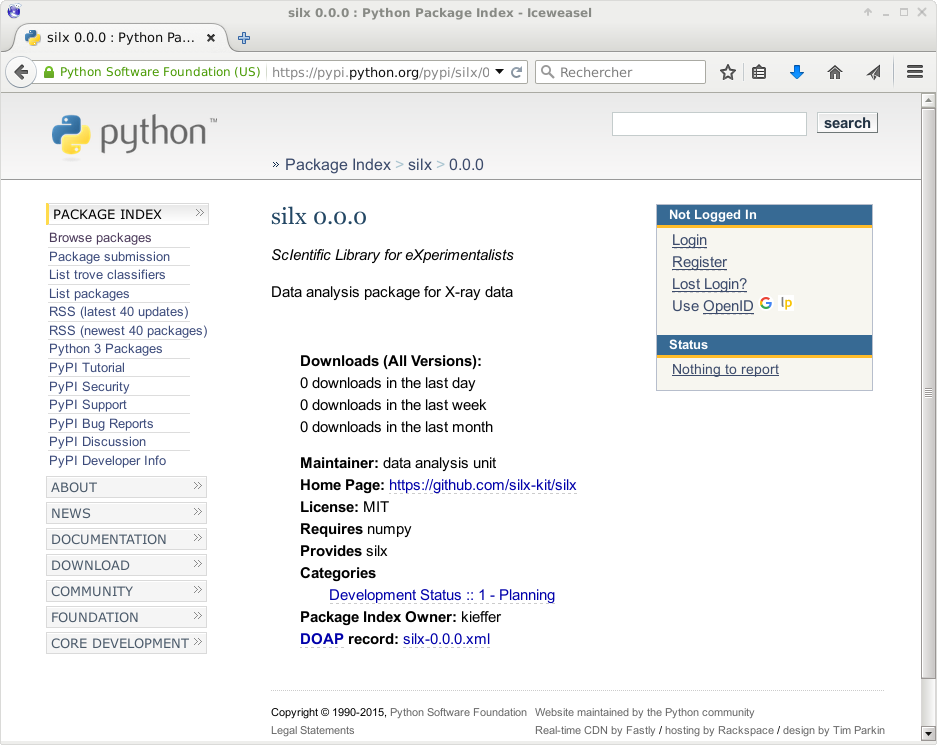 silx 0.0.0 : Python Package Index - Iceweasel
silx 0.0.0 : Python Pa...
Python Software Foundation (US)
https://pypi.python.org/pypi/silx/0
Rechercher
python™
search
» Package Index > silx > 0.0.0
PACKAGE INDEX »
Browse packages
Package submission
List trove classifiers
List packages
RSS (latest 40 updates)
RSS (newest 40 packages)
Python 3 Packages
PyPI Tutorial
PyPI Security
PyPI Support
PyPI Bug Reports
PyPI Discussion
PyPI Developer Info
ABOUT »
NEWS »
DOCUMENTATION »
DOWNLOAD »
COMMUNITY »
FOUNDATION »
CORE DEVELOPMENT »
silx 0.0.0
ScIentific Library for eXperimentalists
Data analysis package for X-ray data
Downloads (All Versions):
0 downloads in the last day
0 downloads in the last week
0 downloads in the last month
Maintainer: data analysis unit
Home Page: https://github.com/silx-kit/silx
License: MIT
Requires numpy
Provides silx
Categories
Development Status :: 1 - Planning
Package Index Owner: kieffer
DOAP record: silx-0.0.0.xml
Not Logged In
Login
Register
Lost Login?
Use OpenID G lp
Status
Nothing to report
Copyright © 1990-2015, Python Software Foundation
Legal Statements
Website maintained by the Python community
Real-time CDN by Fastly / hosting by Rackspace / design by Tim Parkin